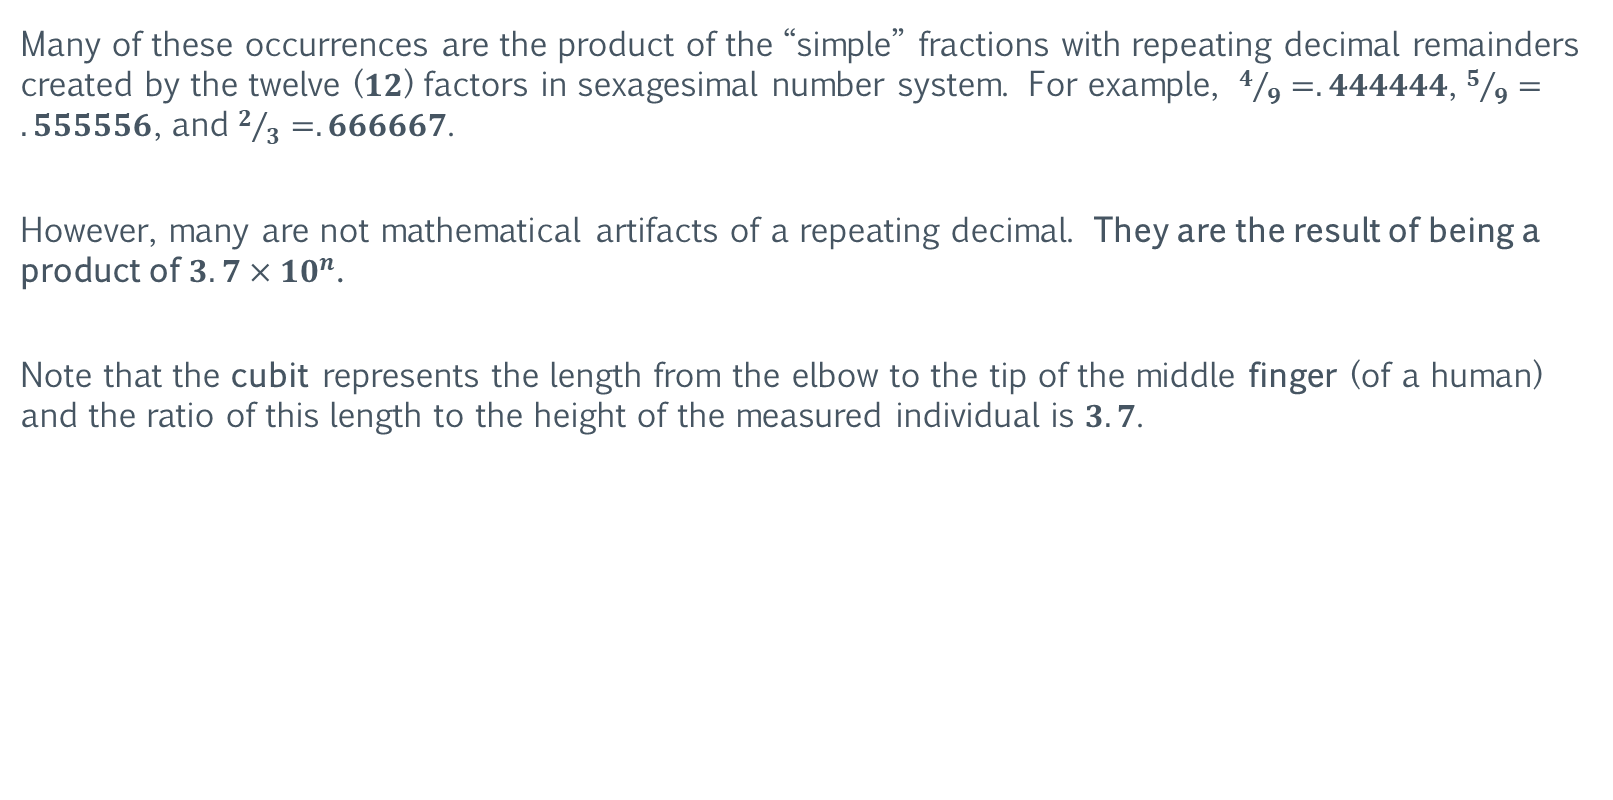 Many of these occurrences are the product of the “simple” fractions with repeating decimal remainders
created by the twelve (12) factors in sexagesimal number system. For example, ⁴/₉ =. 444444, ⁵/₉ =
. 555556, and ²/₃ =. 666667.
However, many are not mathematical artifacts of a repeating decimal. They are the result of being a
product of 3. 7 × 10ⁿ.
Note that the cubit represents the length from the elbow to the tip of the middle finger (of a human)
and the ratio of this length to the height of the measured individual is 3. 7.